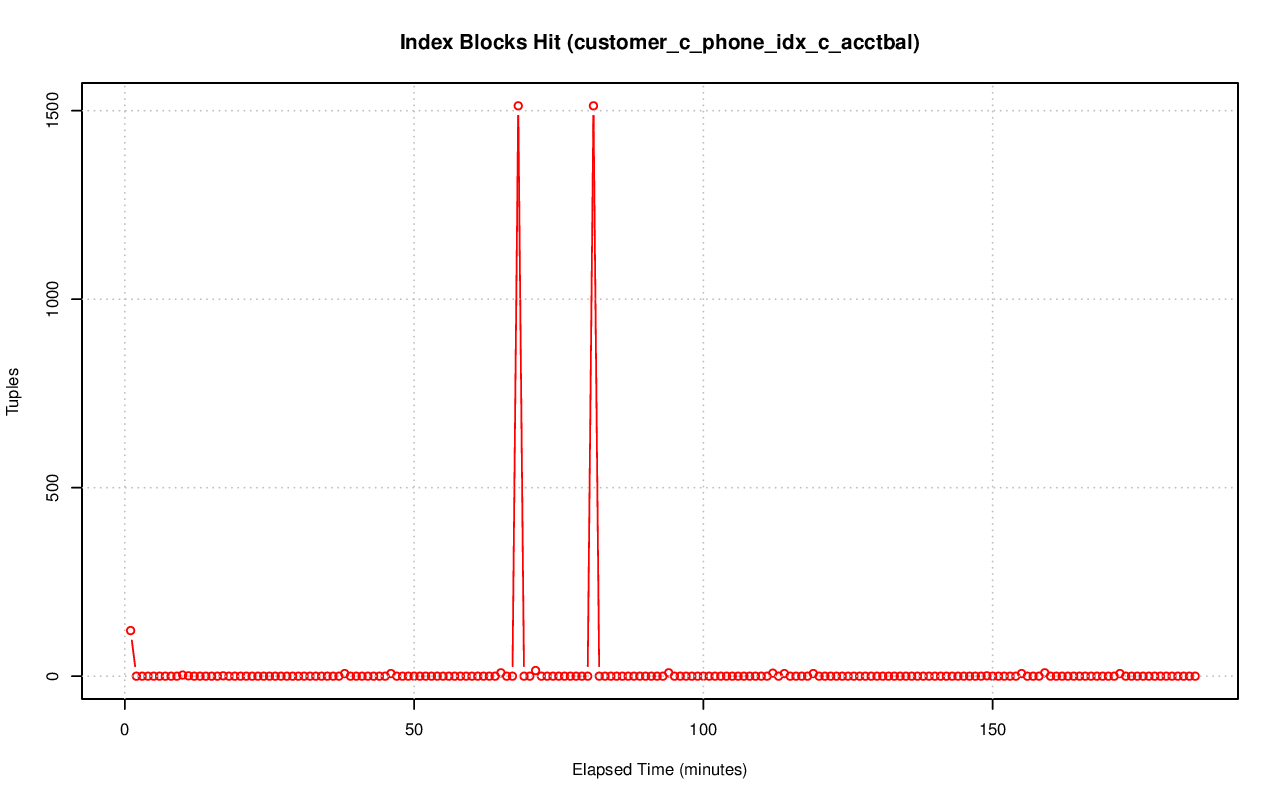 Index Blocks Hit (customer_c_phone_idx_c_acctbal)
Tuples
1500
1000
500
0
0 50 100 150
Elapsed Time (minutes)